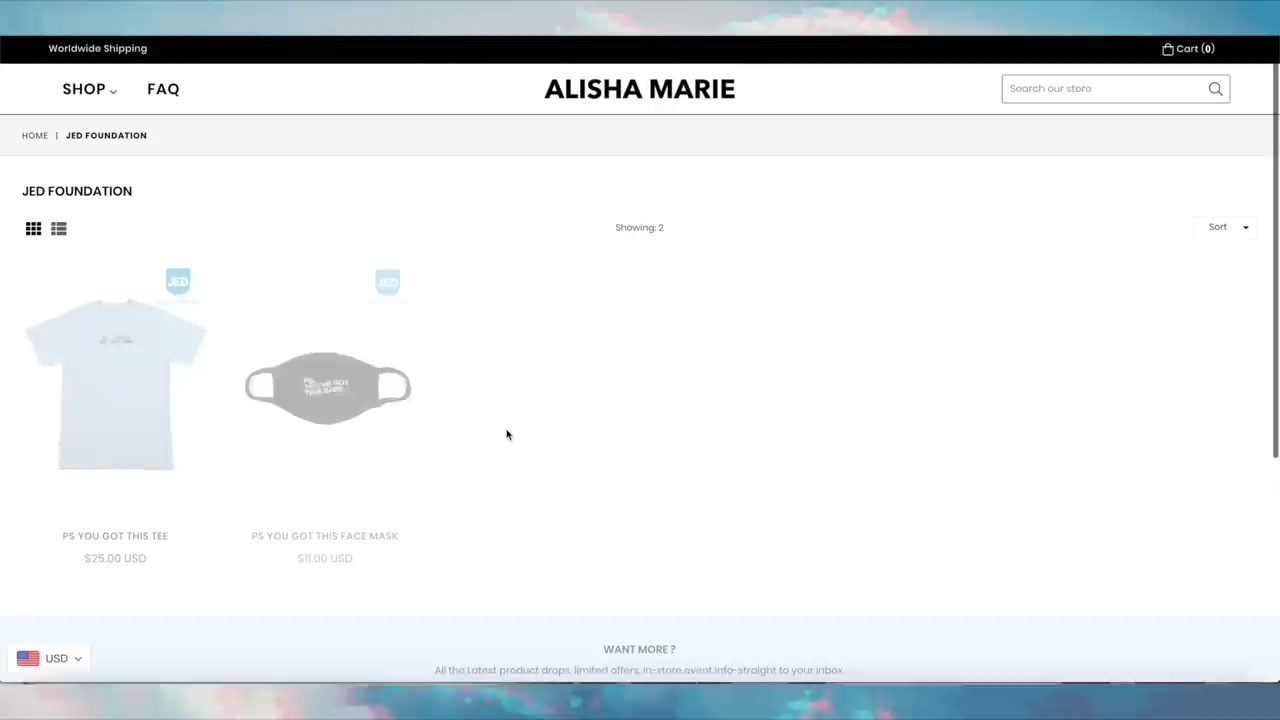 Worldwide Shipping
Cart (0)
SHOP
FAQ
ALISHA MARIE
Search our store
HOME | JED FOUNDATION
JED FOUNDATION
Showing: 2
Sort
JED
JED
PS YOU GOT THIS TEE
PS YOU GOT THIS FACE MASK
$25.00 USD
$11.00 USD
WANT MORE ?
All the Latest product drops, limited offers, in-store event info-straight to your inbox
USD